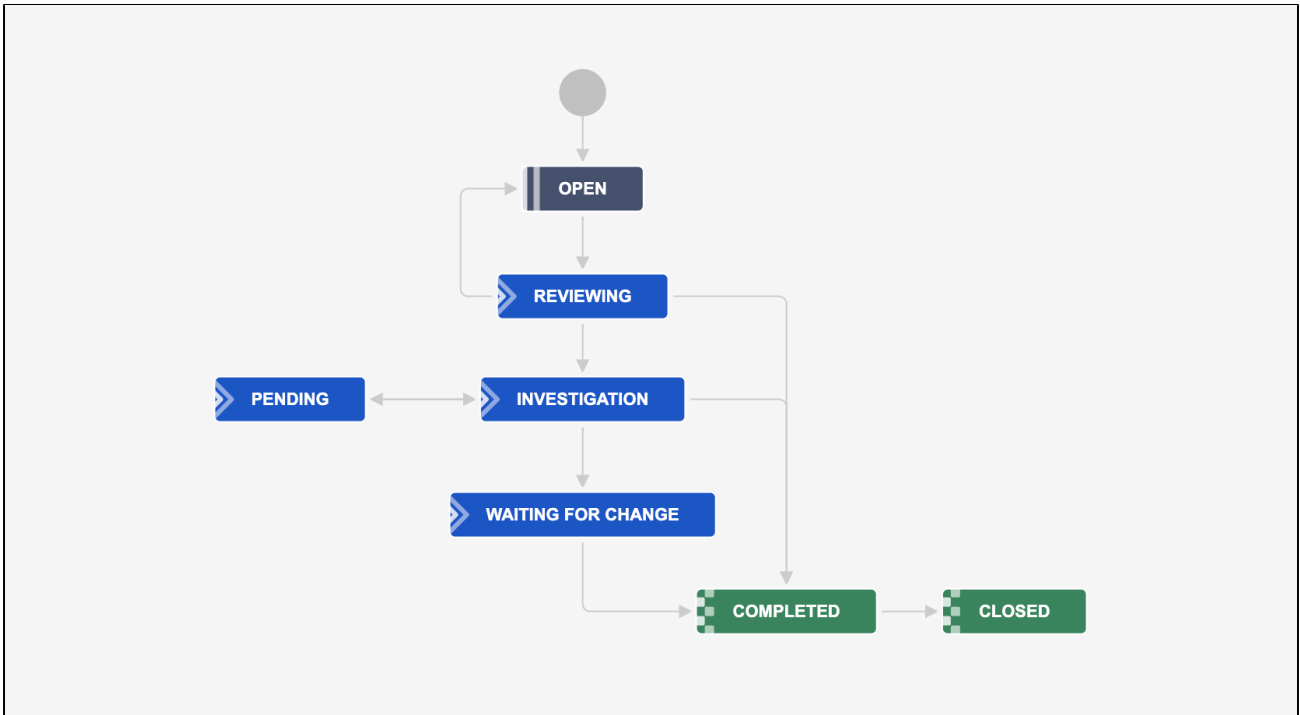 OPEN
REVIEWING
PENDING
INVESTIGATION
WAITING FOR CHANGE
COMPLETED
CLOSED